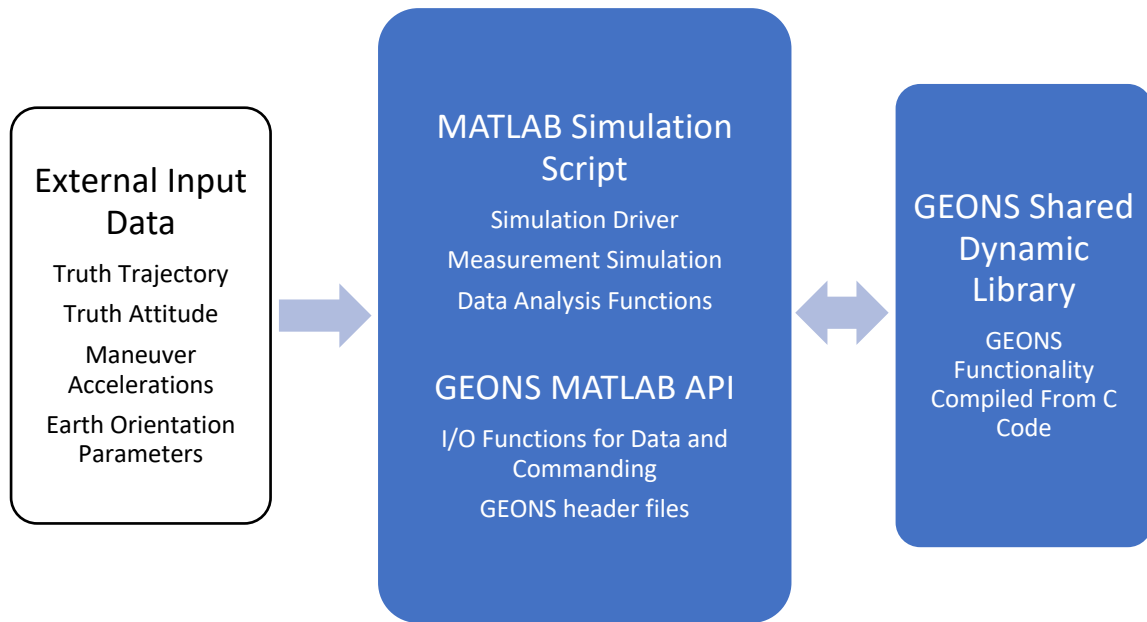 External Input
Data
Truth Trajectory
Truth Attitude
Maneuver
Accelerations
Earth Orientation
Parameters
MATLAB Simulation
Script
Simulation Driver
Measurement Simulation
Data Analysis Functions
GEONS MATLAB API
I/O Functions for Data and
Commanding
GEONS header files
GEONS Shared
Dynamic
Library
GEONS
Functionality
Compiled From C
Code